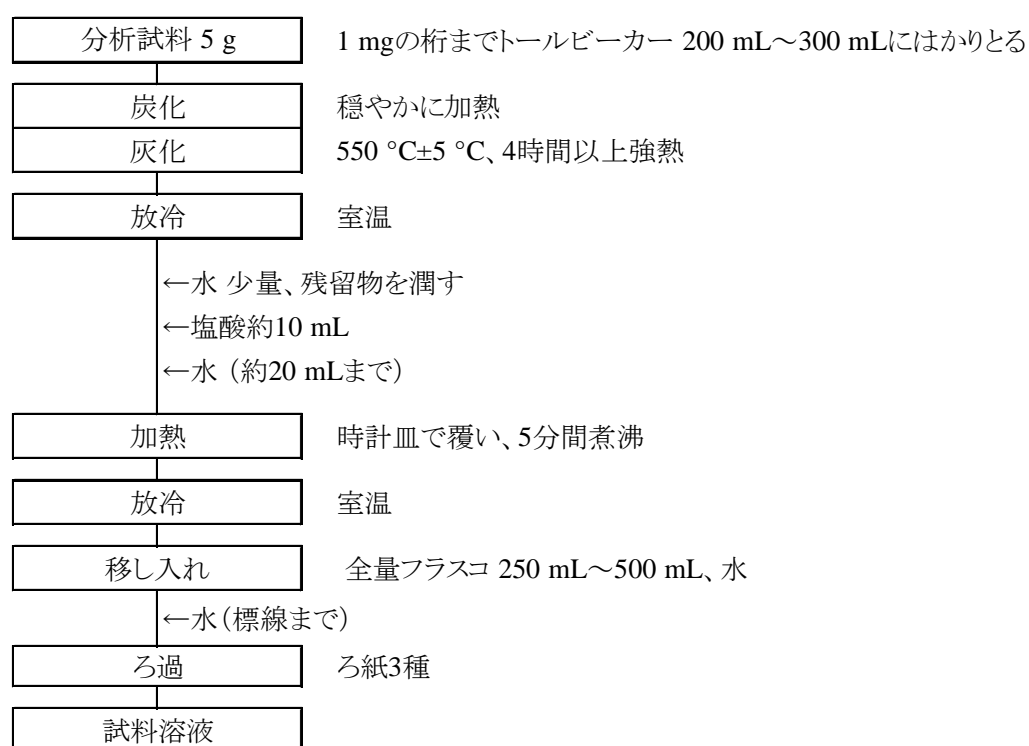 分析試料 5 g 1 mgの桁までトールビーカー 200 mL～300 mLにはかりとる
炭化 穏やかに加熱
灰化 550 °C±5 °C、4時間以上強熱
放冷 室温
←水 少量、残留物を潤す
←塩酸約10 mL
←水（約20 mLまで）
加熱 時計皿で覆い、5分間煮沸
放冷 室温
移し入れ 全量フラスコ 250 mL～500 mL、水
←水（標線まで）
ろ過 ろ紙3種
試料溶液